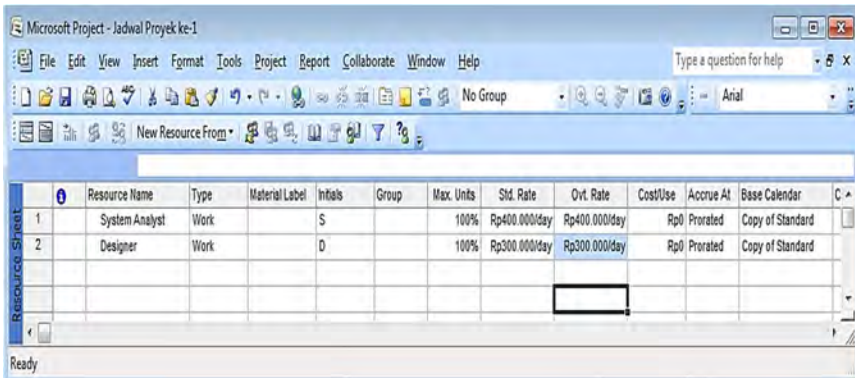 Microsoft Project - Jadwal Proyek ke-1
File Edit View Insert Format Tools Project Report Collaborate Window Help Type a question for help
No Group Arial
New Resource From
Resource Name Type Material Label Initials Group Max. Units Std. Rate Ovt. Rate Cost/Use Accrue At Base Calendar C
1 System Analyst Work S 100% Rp400.000/day Rp400.000/day Rp0 Prorated Copy of Standard
2 Designer Work D 100% Rp300.000/day Rp300.000/day Rp0 Prorated Copy of Standard
Resource Sheet
Ready